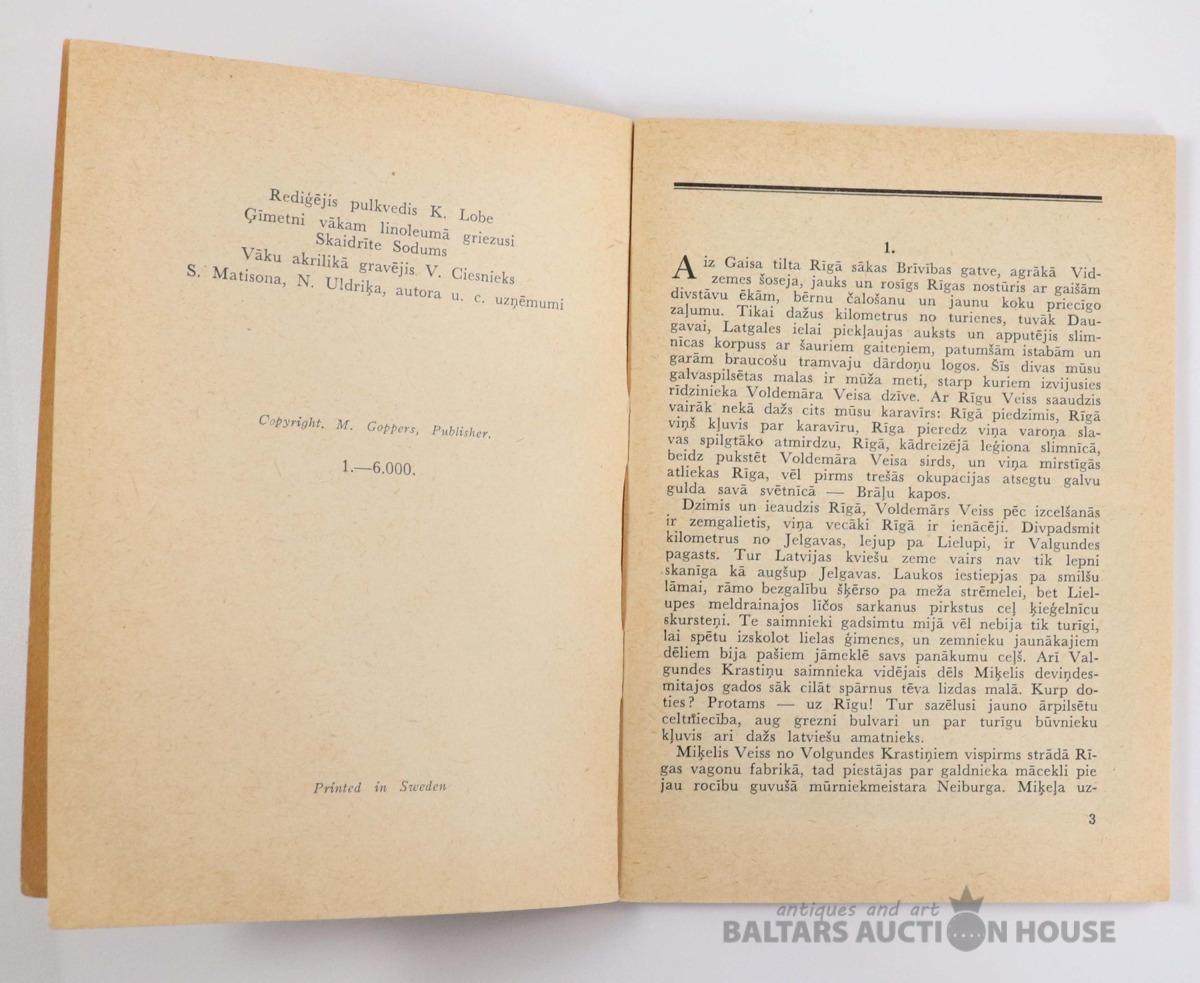 Rediģējis pulkvedis K. Lobe
Ģīmetni vākam linoleumā griezusi
Skaidrīte Sodums
Vāku akrilikā gravējis V. Ciesnieks
S. Matisona, N. Uldriķa, autora u. c. uzņēmumi
Copyright, M. Goppers, Publisher.
1.—6.000.
Printed in Sweden
1.
Aiz Gaisa tilta Rīgā sākas Brīvības gatve, agrākā Vid-
zemes šoseja, jauks un rosīgs Rīgas nostūris ar gaišām
divstāvu ēkām, bērnu čalošanu un jaunu koku priecīgo
zaļumu. Tikai dažus kilometrus no turienes, tuvāk Dau-
gavai, Latgales ielai piekļaujas auksts un apputējis slim-
nīcas korpuss ar šauriem gaiteņiem, patumšām istabām un
garām braucošu tramvaju dārdoņu logos. Šīs divas mūsu
galvaspilsētas malas ir mūža meti, starp kuriem izvijusies
rīdzinieka Voldemāra Veisa dzīve. Ar Rīgu Veiss saaudzis
vairāk nekā dažs cits mūsu karavīrs: Rīgā piedzimis, Rīgā
viņš kļuvis par karavīru, Rīga pieredz viņa varoņa sla-
vas spilgtāko atmirdzu, Rīgā, kādreizējā leģiona slimnīcā,
beidz pukstēt Voldemāra Veisa sirds, un viņa mirstīgās
atliekas Rīga, vēl pirms trešās okupacijas atsegtu galvu
gulda savā svētnīcā — Brāļu kapos.
Dzimis un ieaudzis Rīgā, Voldemārs Veiss pēc izcelšanās
ir zemgalietis, viņa vecāki Rīgā ir ienācēji. Divpadsmit
kilometrus no Jelgavas, lejup pa Lielupi, ir Valgundes
pagasts. Tur Latvijas kviešu zeme vairs nav tik lepni
skanīga kā augšup Jelgavas. Laukos iestiepjas pa smilšu
lāmai, rāmo bezgalību šķērso pa meža strēmelei, bet Liel-
upes meldrainajos līčos sarkanus pirkstus ceļ ķieģelnīcu
skursteņi. Te saimnieki gadsimtu mijā vēl nebija tik turīgi,
lai spētu izskolot lielas ģimenes, un zemnieku jaunākajiem
dēliem bija pašiem jāmeklē savs panākumu ceļš. Arī Val-
gundes Krastiņu saimnieka vidējais dēls Miķelis deviņdes-
mitajos gados sāk cilāt spārnus tēva lizdas malā. Kurp do-
ties? Protams — uz Rīgu! Tur sazēlusi jauno ārpilsētu
celtniecība, aug grezni bulvari un par turīgu būvnieku
kļuvis ari dažs latviešu amatnieks.
Miķelis Veiss no Volgundes Krastiņiem vispirms strādā Rī-
gas vagonu fabrikā, tad piestājas par galdnieka mācekli pie
jau rocību guvušā mūrniekmeistara Neiburga. Miķeļa uz-
3
antiques and art
BALTARS AUCTION HOUSE